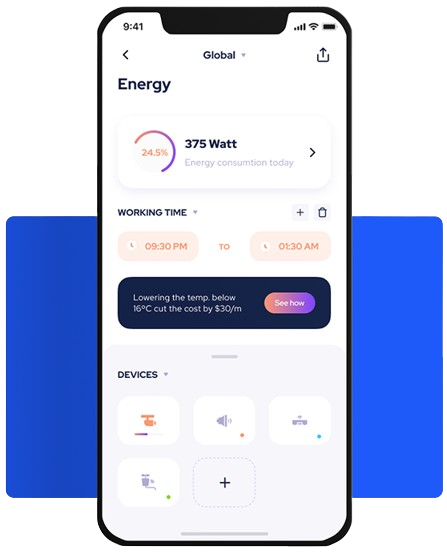 9:41
Global
Energy
24.5%
375 Watt
Energy consumtion today
WORKING TIME
09:30 PM
TO
01:30 AM
Lowering the temp. below
16°C cut the cost by $30/m
See how
DEVICES